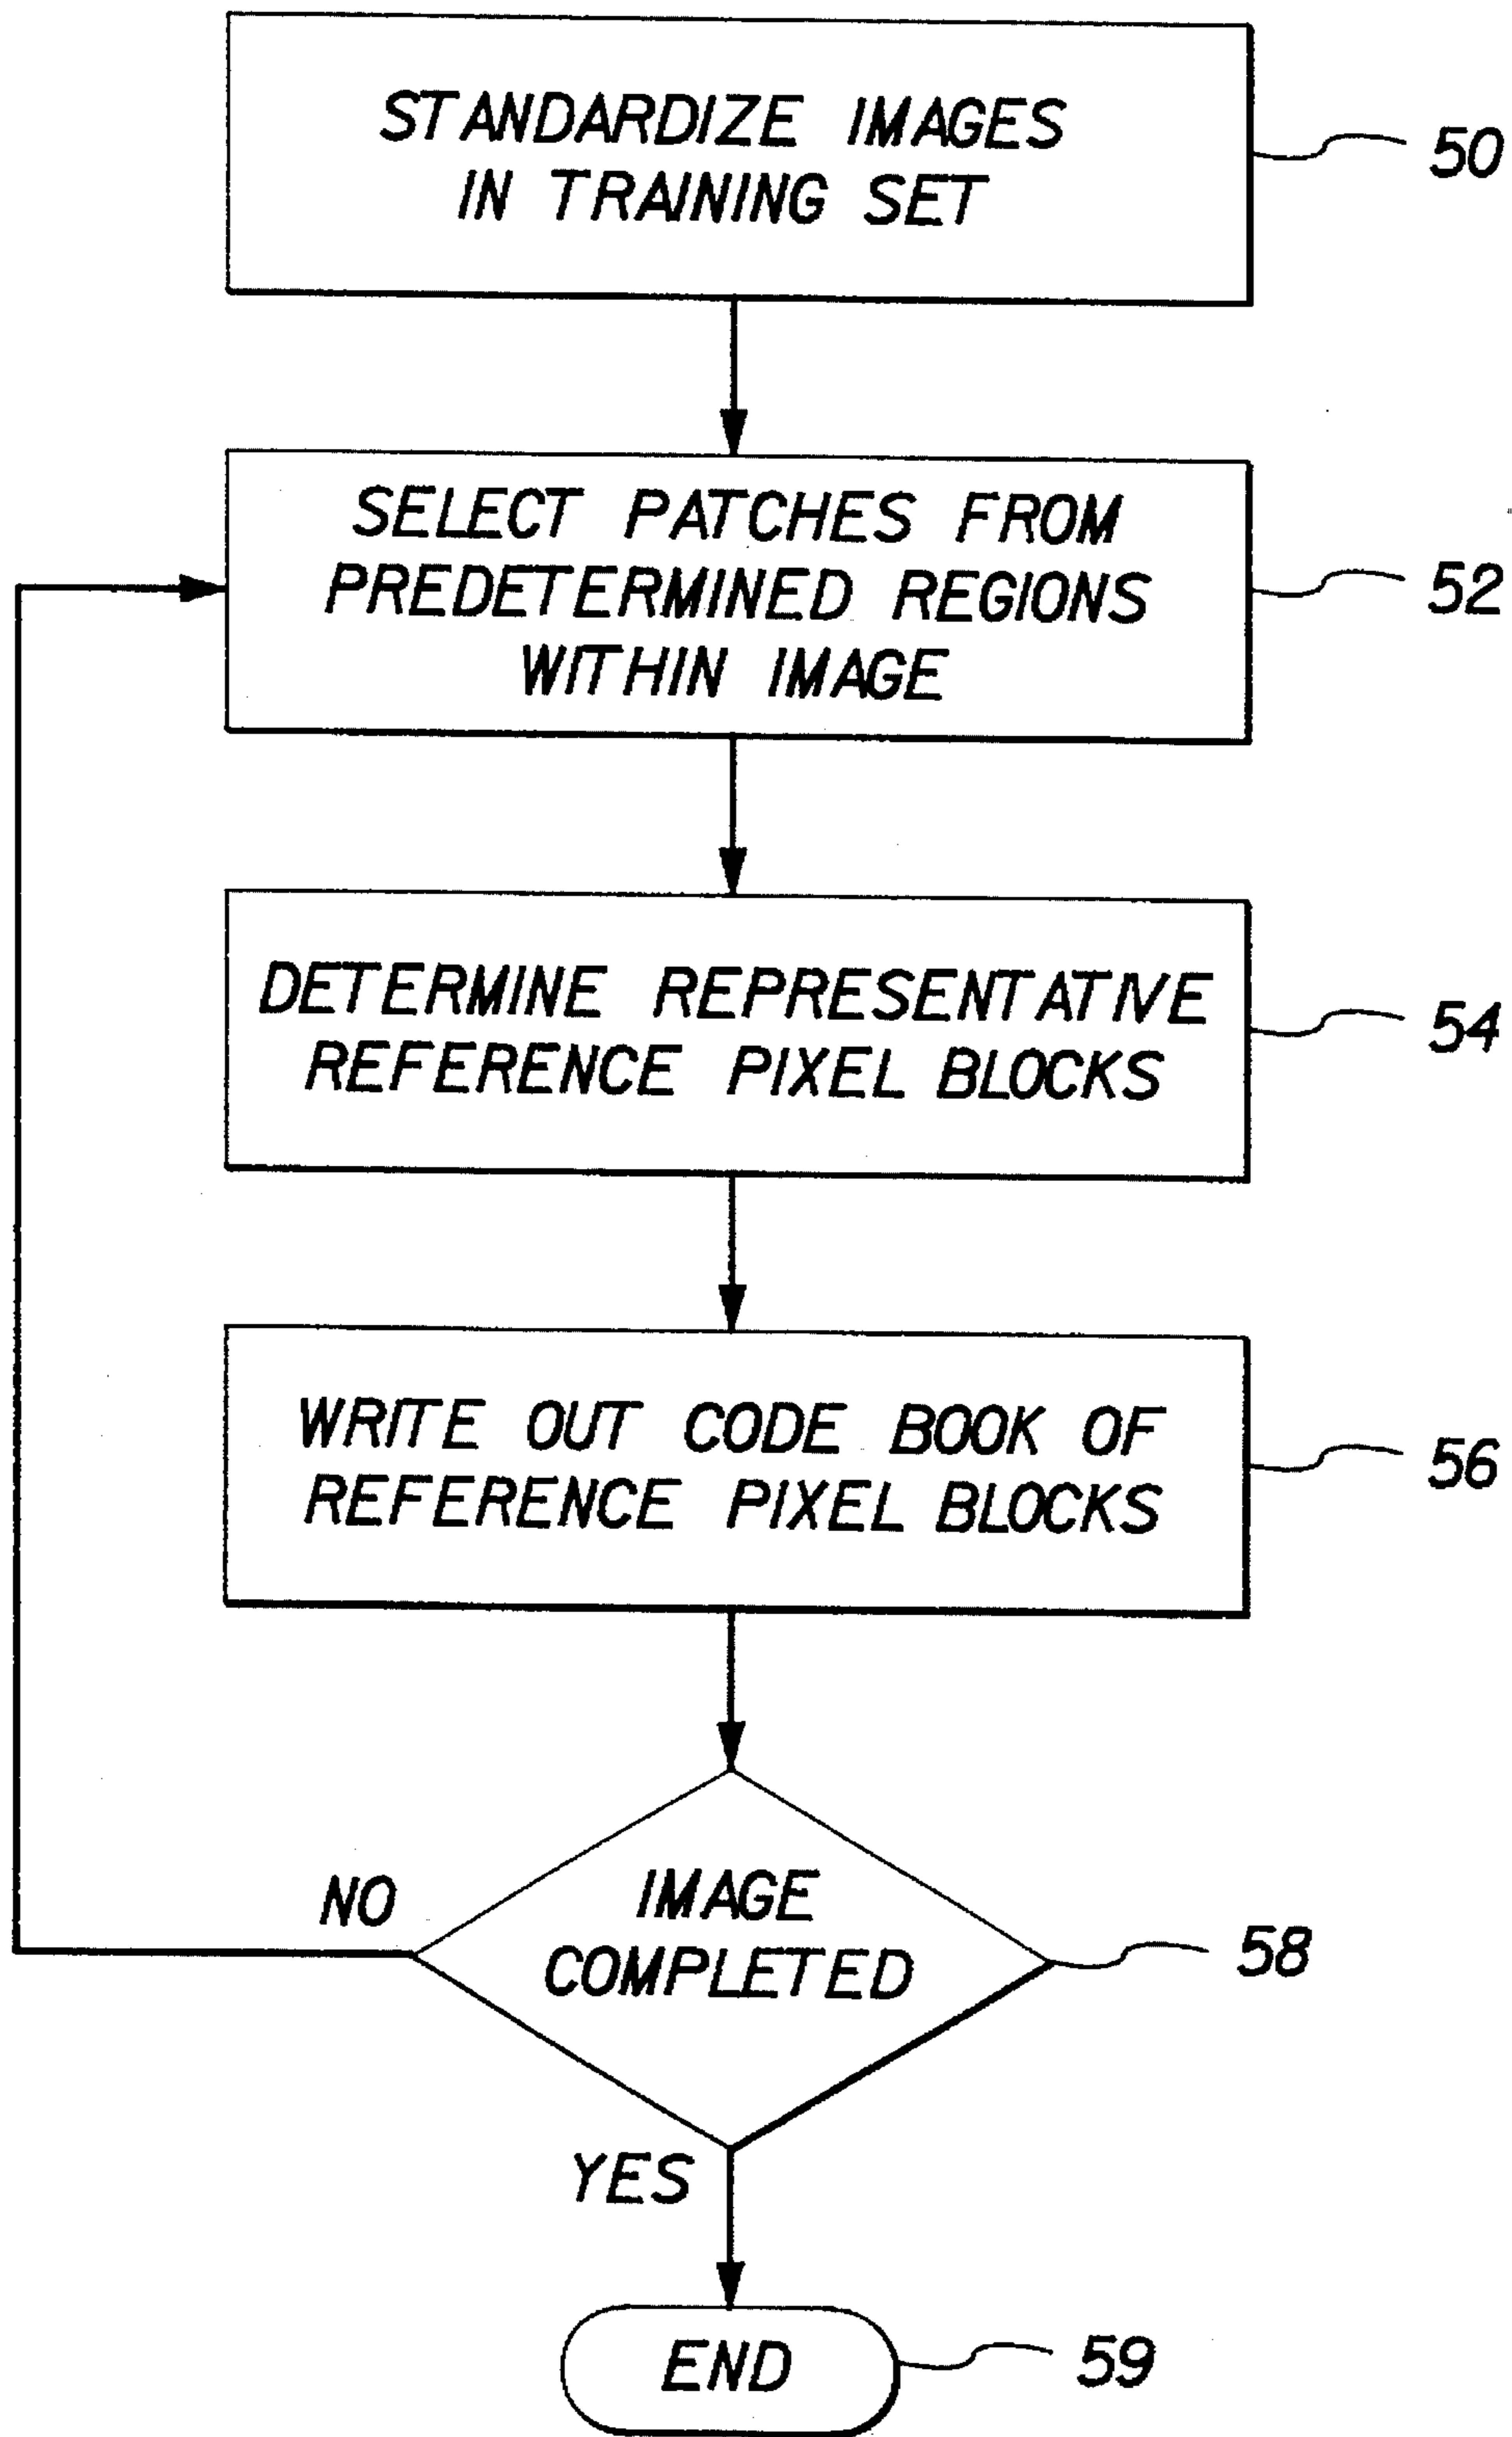 STANDARDIZE IMAGES
IN TRAINING SET
50
SELECT PATCHES FROM
PREDETERMINED REGIONS
WITHIN IMAGE
52
DETERMINE REPRESENTATIVE
REFERENCE PIXEL BLOCKS
54
WRITE OUT CODE BOOK OF
REFERENCE PIXEL BLOCKS
56
NO
IMAGE
COMPLETED
58
YES
END
59